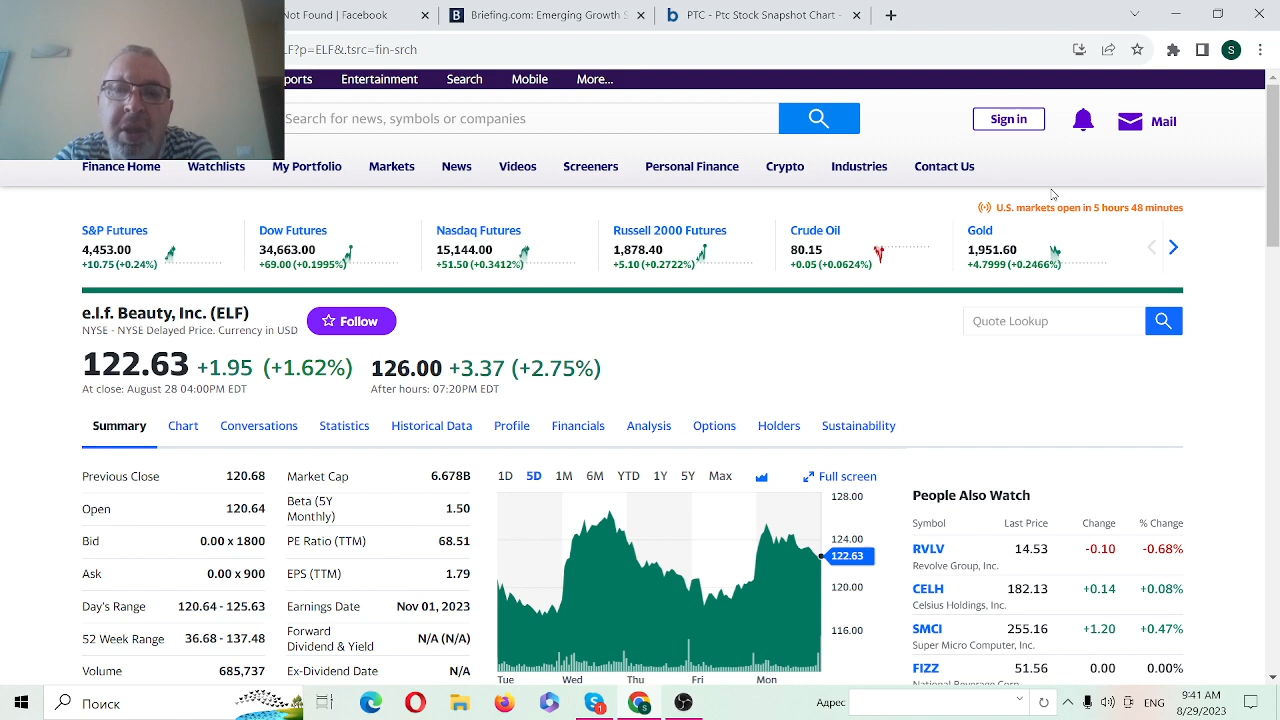 Not Found |
Briefing Growth S
PTC - Ptc Stock Snapshot Chart -
LF?p=ELF&.tsrc=fin-srch
S
ports Entertainment Search Mobile More...
Search for news, symbols or companies
Sign in
Mail
Finance Home Watchlists My Portfolio Markets News Videos Screeners Personal Finance Crypto Industries Contact Us
U.S. markets open in 5 hours 48 minutes
S&P Futures Dow Futures Nasdaq Futures Russell 2000 Futures Crude Oil Gold
4,453.00 34,663.00 15,144.00 1,878.40 80.15 1,951.60
+10.75 (+0.24%) +69.00 (+0.1995%) +51.50 (+0.3412%) +5.10 (+0.2722%) +0.05 (+0.0624%) +4.7999 (+0.2466%)
e.l.f. Beauty, Inc. (ELF)
NYSE - NYSE Delayed Price. Currency in USD
Follow
Quote Lookup
122.63 +1.95 (+1.62%) 126.00 +3.37 (+2.75%)
At close: August 28 04:00PM EDT After hours: 07:20PM EDT
Summary Chart Conversations Statistics Historical Data Profile Financials Analysis Options Holders Sustainability
Previous Close 120.68
Open 120.64
Bid 0.00 x 1800
Ask 0.00 x 900
Day's Range 120.64 - 125.63
52 Week Range 36.68 - 137.48
Volume 685,737
Market Cap 6.678B
Beta (5Y
Monthly) 1.50
PE Ratio (TTM) 68.51
EPS (TTM) 1.79
Earnings Date Nov 01, 2023
Forward
Dividend & Yield N/A (N/A)
Ex-Dividend Date N/A
1D 5D 1M 6M YTD 1Y 5Y Max Full screen
128.00
124.00
122.63
120.00
116.00
Tue Wed Thu Fri Mon
People Also Watch
Symbol Last Price Change % Change
RVLV 14.53 -0.10 -0.68%
Revolve Group, Inc.
CELH 182.13 +0.14 +0.08%
Celsius Holdings, Inc.
SMCI 255.16 +1.20 +0.47%
Super Micro Computer, Inc.
FIZZ 51.56 0.00 0.00%
National Beverage Corp.
Поиск
1
S
Адрес
ENG
9:41 AM
8/29/2023